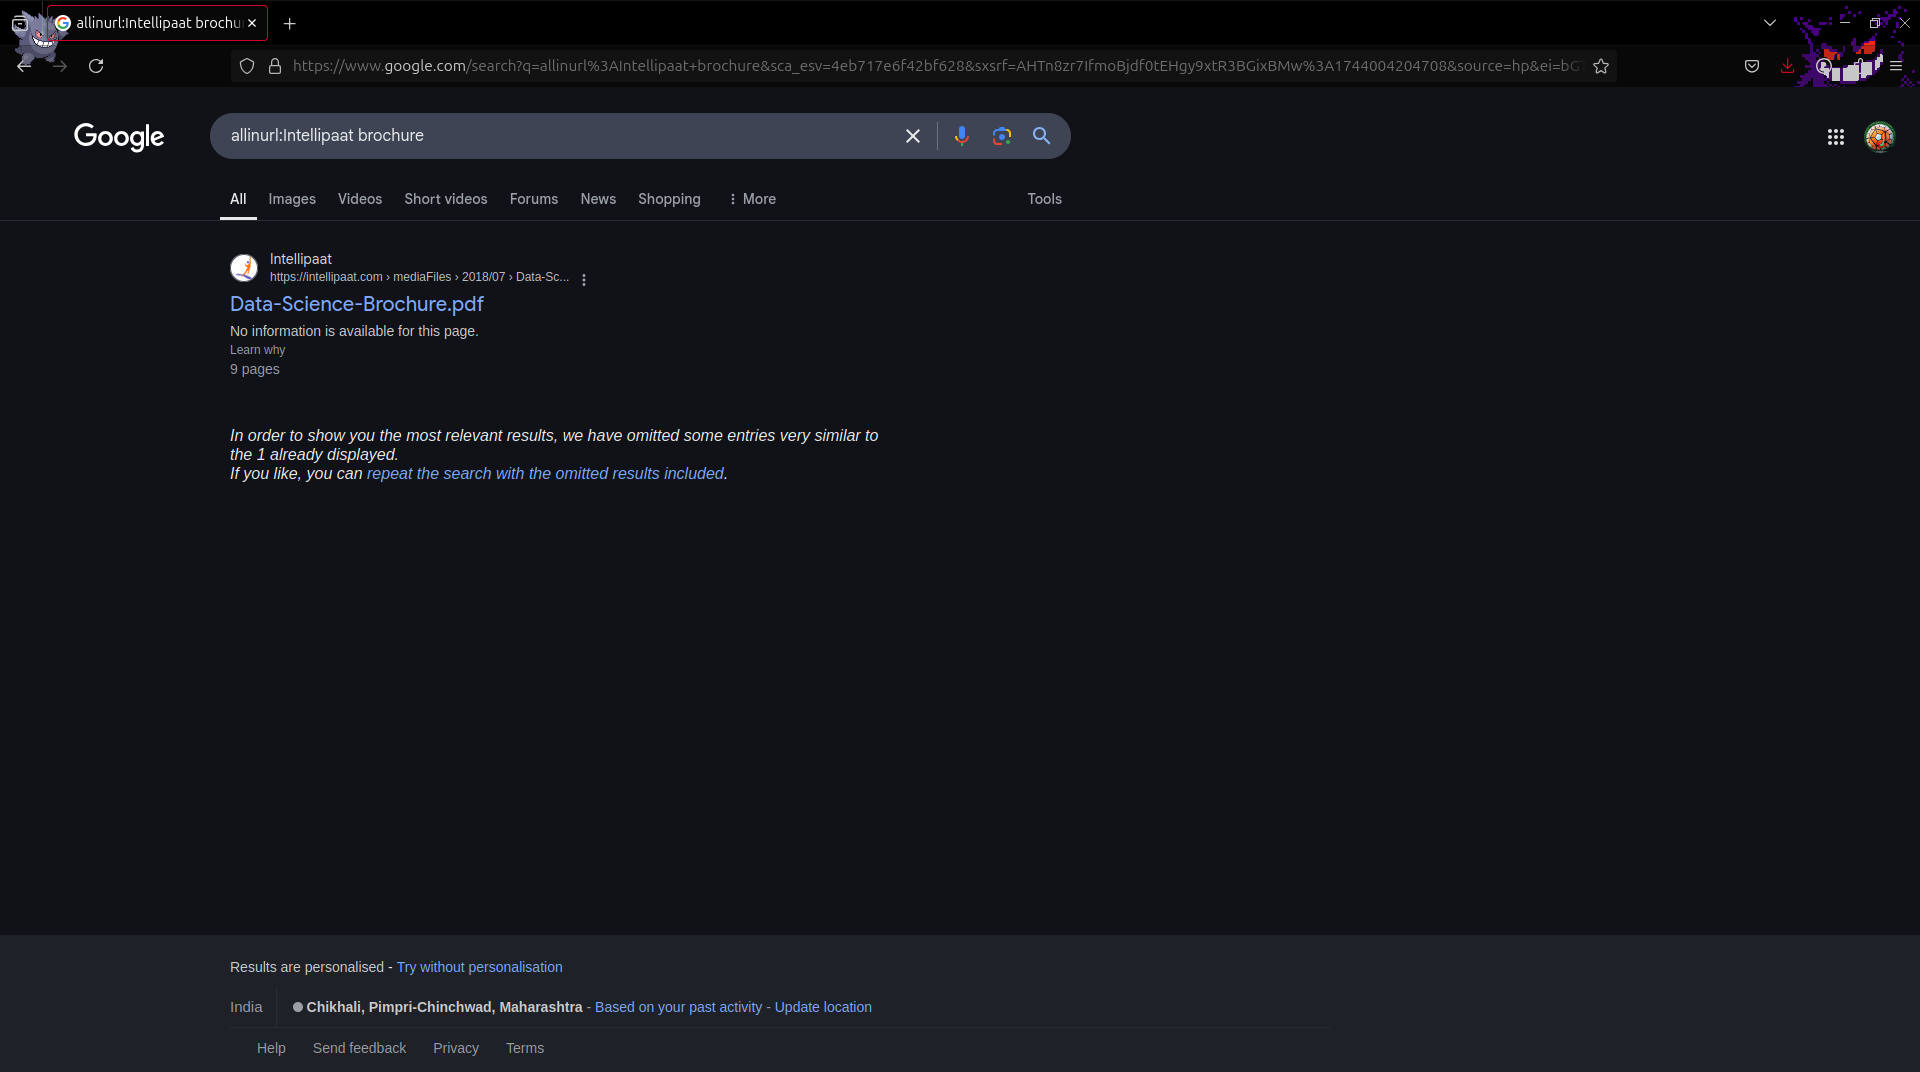 allinurl:Intellipaat brochu
https://www.google.com/search?q=allinurl%3AIntellipaat+brochure&sca_esv=4eb717e6f42bf628&sxsrf=AHTn8zr7IfmoBjdf0tEHgy9xtR3BGixBMw%3A1744004204708&source=hp&ei=bG
Google
allinurl:Intellipaat brochure
All Images Videos Short videos Forums News Shopping More Tools
Intellipaat
https://intellipaat.com › mediaFiles › 2018/07 › Data-Sc...
Data-Science-Brochure.pdf
No information is available for this page.
Learn why
9 pages
In order to show you the most relevant results, we have omitted some entries very similar to
the 1 already displayed.
If you like, you can repeat the search with the omitted results included.
Results are personalised - Try without personalisation
India Chikhali, Pimpri-Chinchwad, Maharashtra - Based on your past activity - Update location
Help Send feedback Privacy Terms